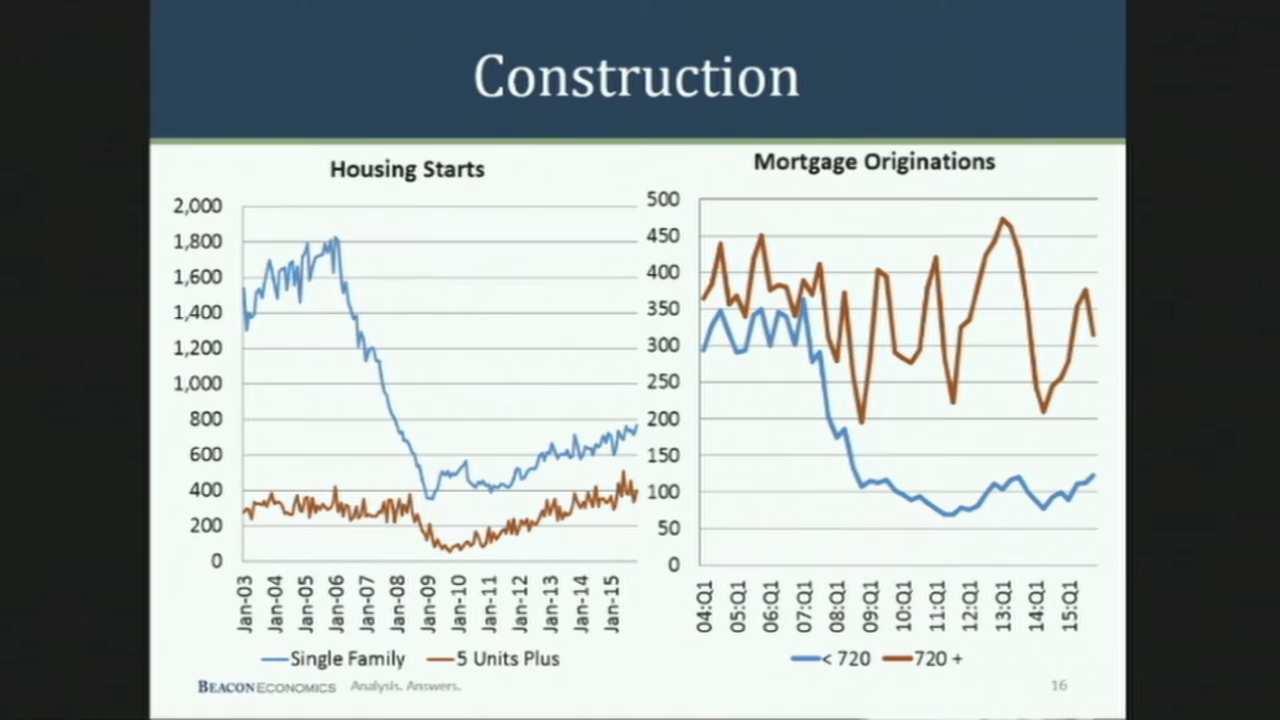 Construction
Housing Starts
2,000
1,800
1,600
1,400
1,200
1,000
800
600
400
200
0
Jan-03
Jan-04
Jan-05
Jan-06
Jan-07
Jan-08
Jan-09
Jan-10
Jan-11
Jan-12
Jan-13
Jan-14
Jan-15
Single Family
5 Units Plus
Mortgage Originations
500
450
400
350
300
250
200
150
100
50
0
04:Q1
05:Q1
06:Q1
07:Q1
08:Q1
09:Q1
10:Q1
11:Q1
12:Q1
13:Q1
14:Q1
15:Q1
< 720
720 +
BEACONECONOMICS Analysis. Answers.
16